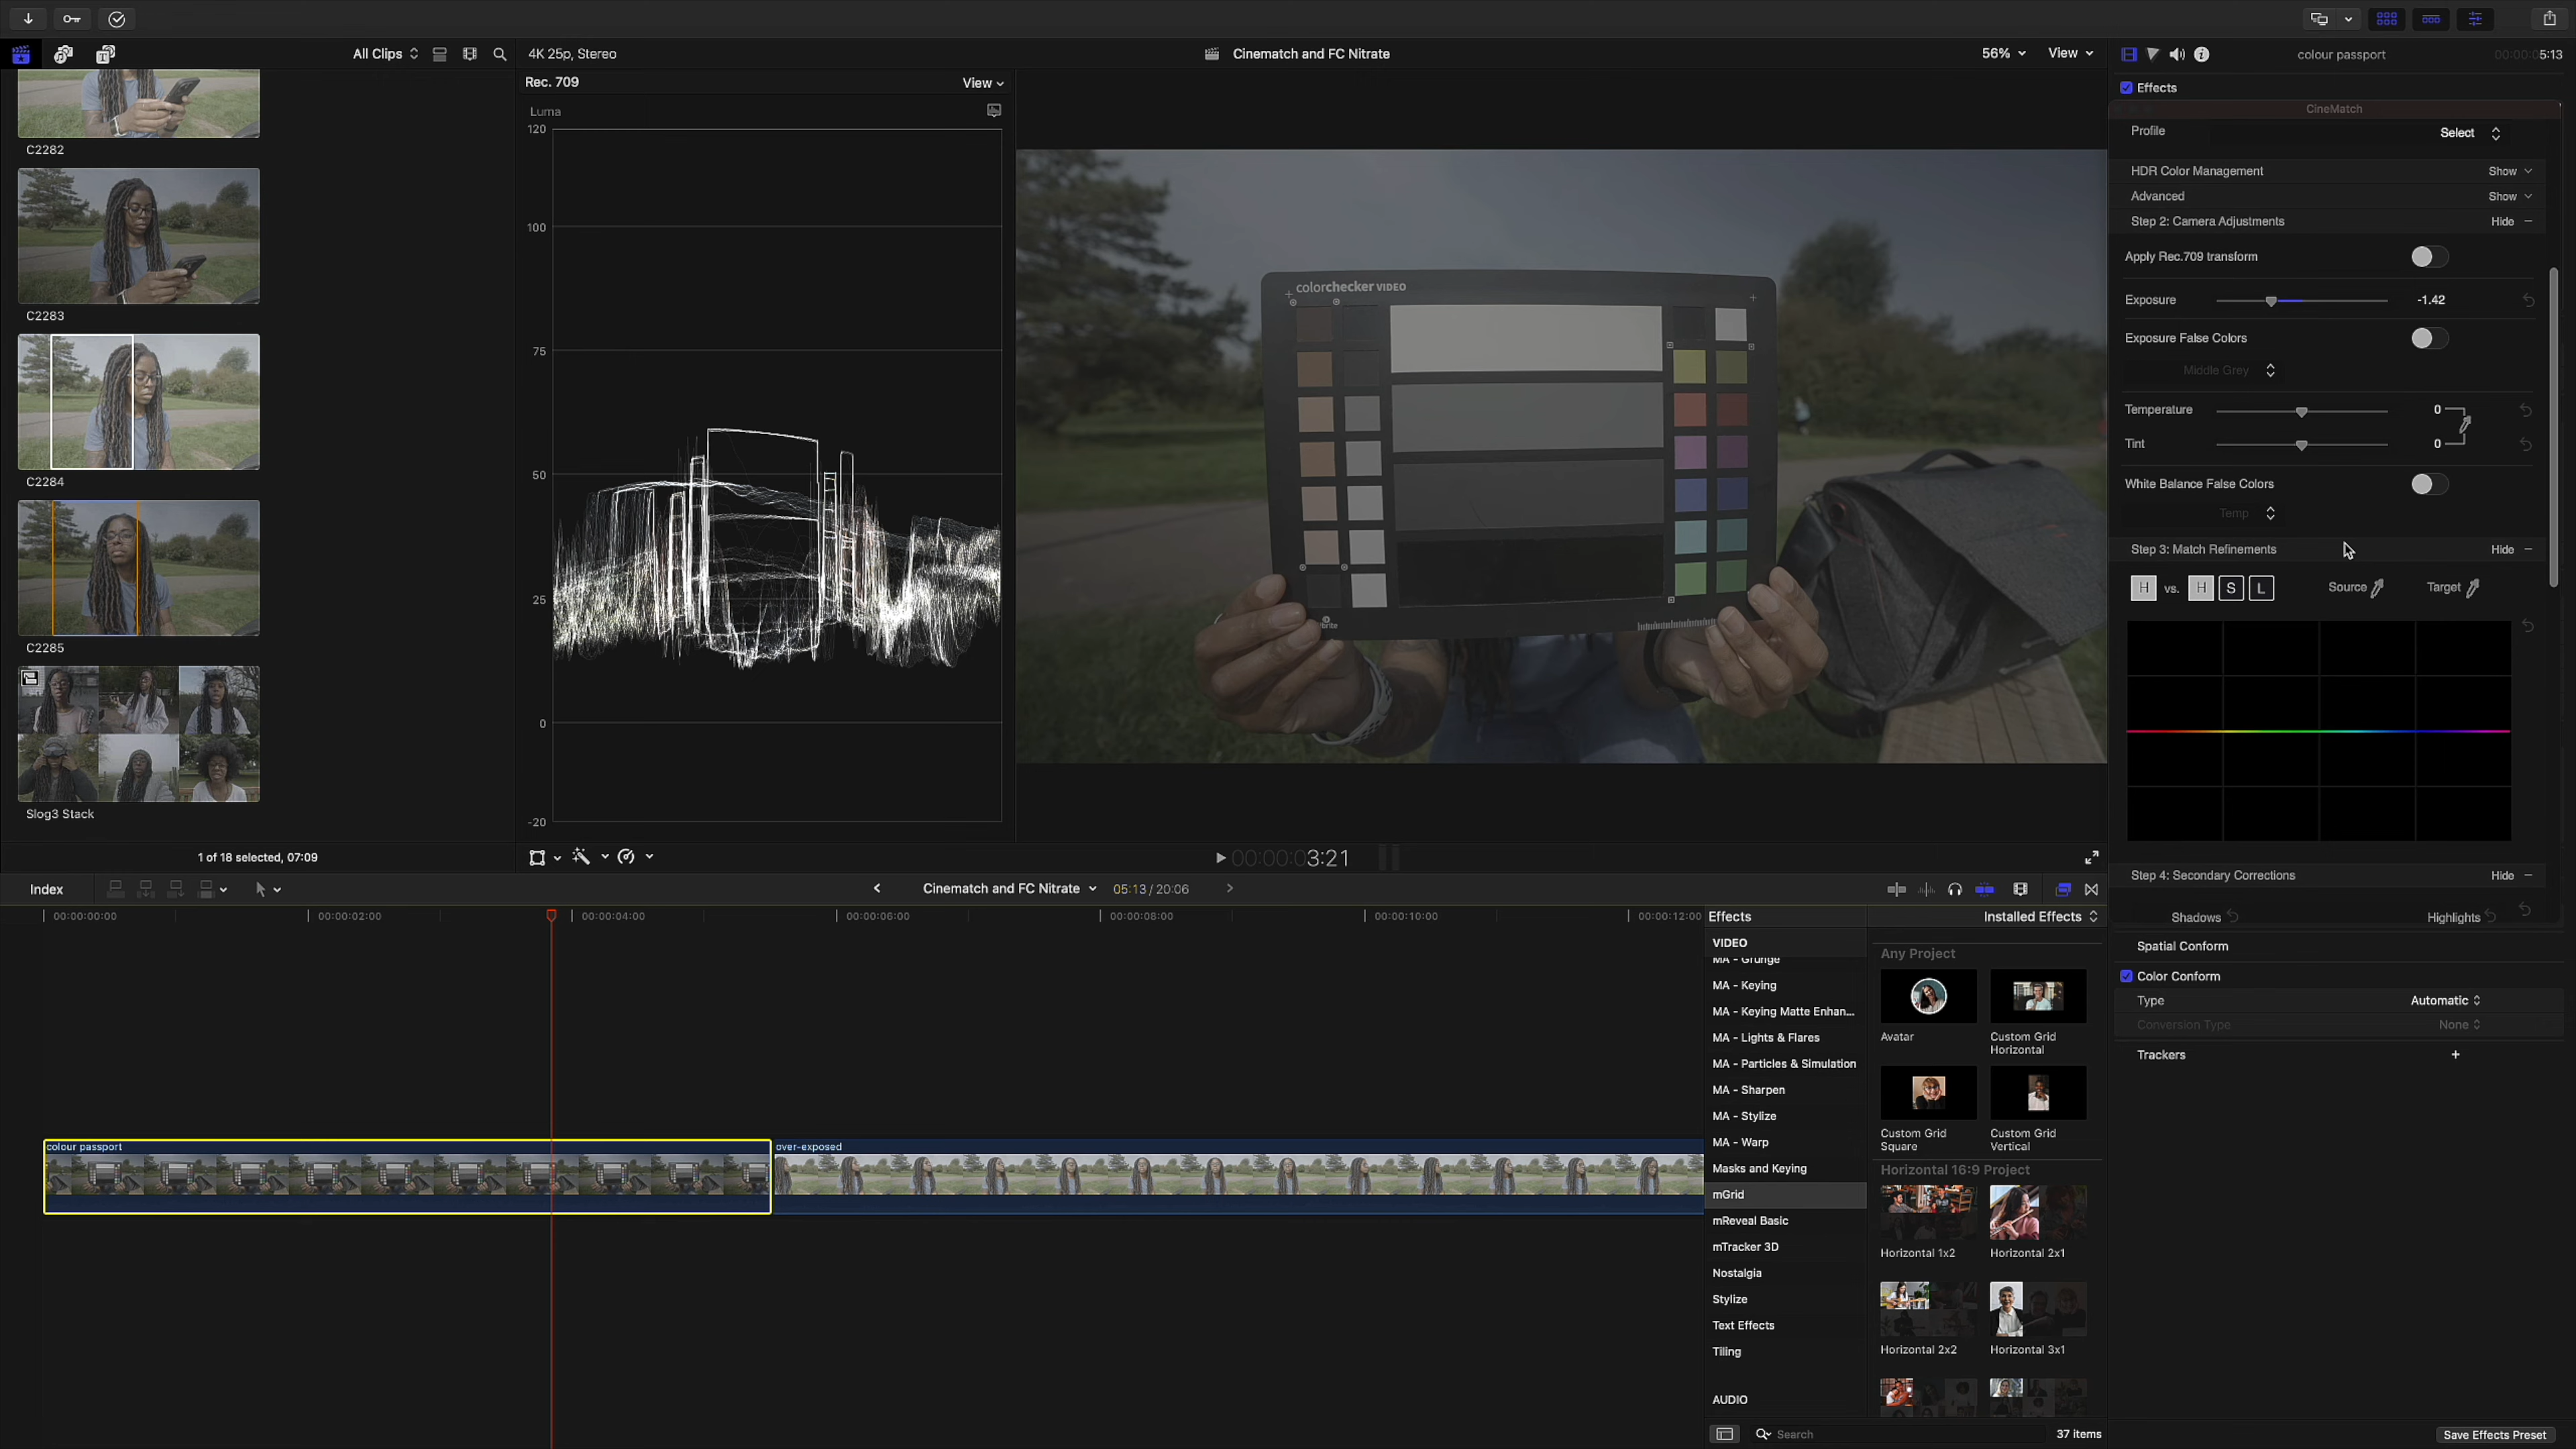 All Clips
4K 25p, Stereo
Cinematch and FC Nitrate
56%
View
colour passport
00:00:05:13
Rec. 709
View
Effects
Luma
CineMatch
120
100
75
50
25
0
-20
C2282
C2283
C2284
C2285
Slog3 Stack
1 of 18 selected, 07:09
colorchecker VIDEO
Profile
Select
HDR Color Management
Show
Advanced
Show
Step 2: Camera Adjustments
Hide
Apply Rec.709 transform
Exposure
-1.42
Exposure False Colors
Middle Grey
Temperature
0
Tint
0
White Balance False Colors
Temp
Step 3: Match Refinements
Hide
H vs. H S L
Source
Target
Step 4: Secondary Corrections
Hide
Shadows
Highlights
Spatial Conform
Color Conform
Type
Automatic
Conversion Type
None
Trackers
+
Save Effects Preset
00:00:03:21
Index
Cinematch and FC Nitrate
05:13 / 20:06
00:00:00:00
00:00:02:00
00:00:04:00
00:00:06:00
00:00:08:00
00:00:10:00
00:00:12:00
colour passport
over-exposed
Effects
Installed Effects
VIDEO
MA - Grunge
MA - Keying
MA - Keying Matte Enhan...
MA - Lights & Flares
MA - Particles & Simulation
MA - Sharpen
MA - Stylize
MA - Warp
Masks and Keying
mGrid
mReveal Basic
mTracker 3D
Nostalgia
Stylize
Text Effects
Tiling
AUDIO
Any Project
Avatar
Custom Grid
Horizontal
Custom Grid
Square
Custom Grid
Vertical
Horizontal 16:9 Project
Horizontal 1x2
Horizontal 2x1
Horizontal 2x2
Horizontal 3x1
Search
37 items